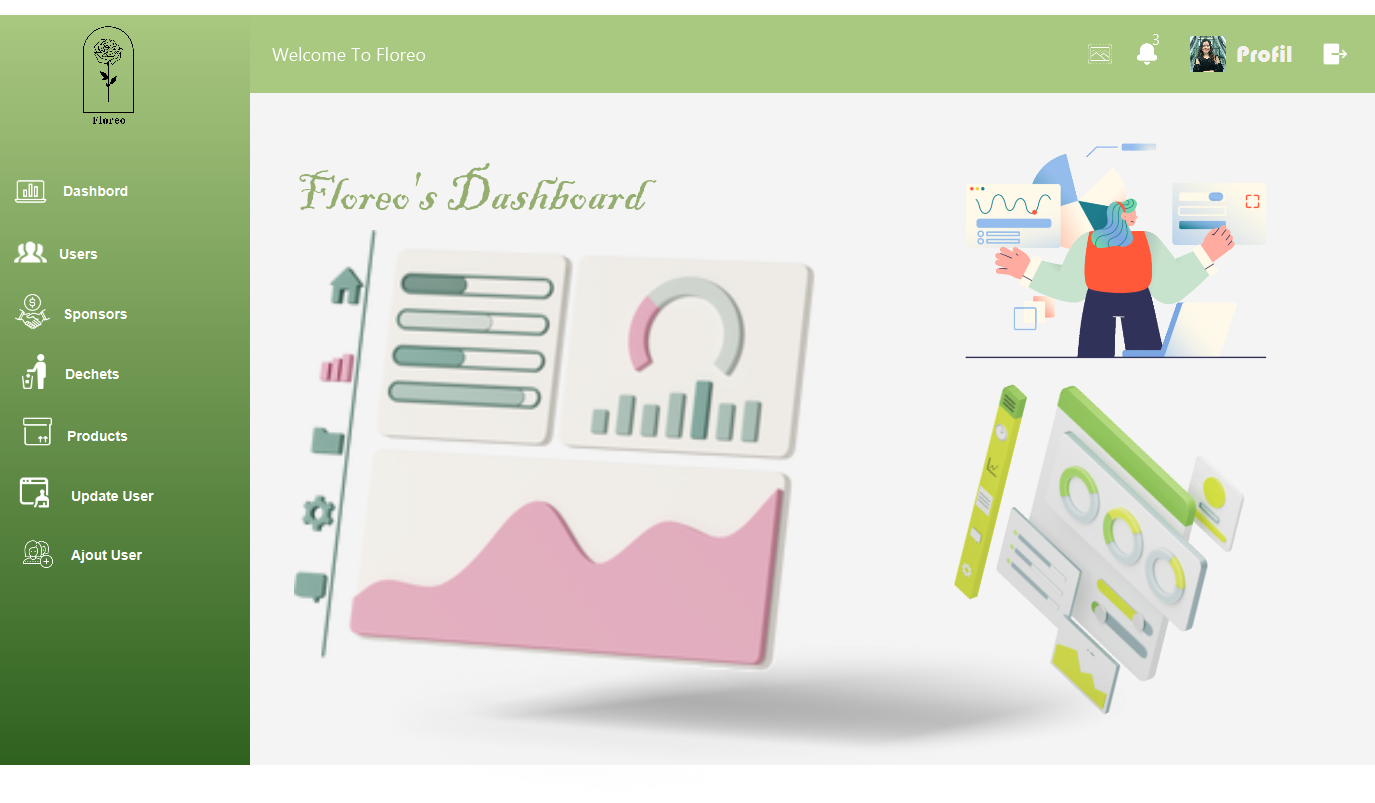 Floreo
Welcome To Floreo
3
Profil
Floreo's Dashboard
Dashbord
Users
Sponsors
Dechets
Products
Update User
Ajout User